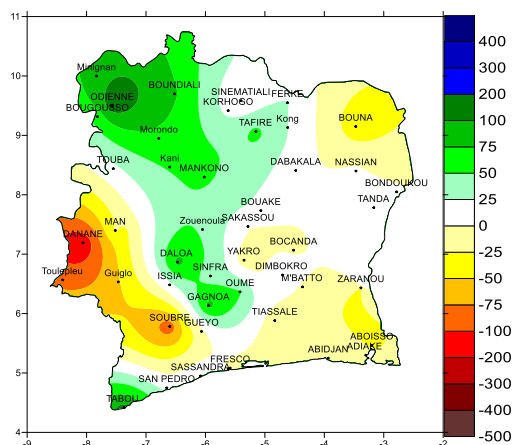 11
10
9
8
7
6
5
4
-9 -8 -7 -6 -5 -4 -3 -2
Minignan
ODIENNE
BOUNDIALI
SINEMATIALI FERKE
KORHOGO
BOUGOUSSO
TAFIRE Kong
BOUNA
Morondo
TOUBA
Kani
MANKONO
DABAKALA
NASSIAN
BONDOUKOU
TANDA
BOUAKE
MAN
Zouenoula
SAKASSOU
DANANE
BOCANDA
DALOA
YAKRO
Toulepleu
Guiglo
SINFRA
DIMBOKRO
ISSIA
OUME
M'BATTO
ZARANOU
GAGNOA
SOUBRE
GUEYO
TIASSALE
ABOISSO
ADIAKE
ABIDJAN
FRESCO
SASSANDRA
SAN PEDRO
TABOU
400
300
200
100
75
50
25
0
-25
-50
-75
-100
-200
-300
-400
-500